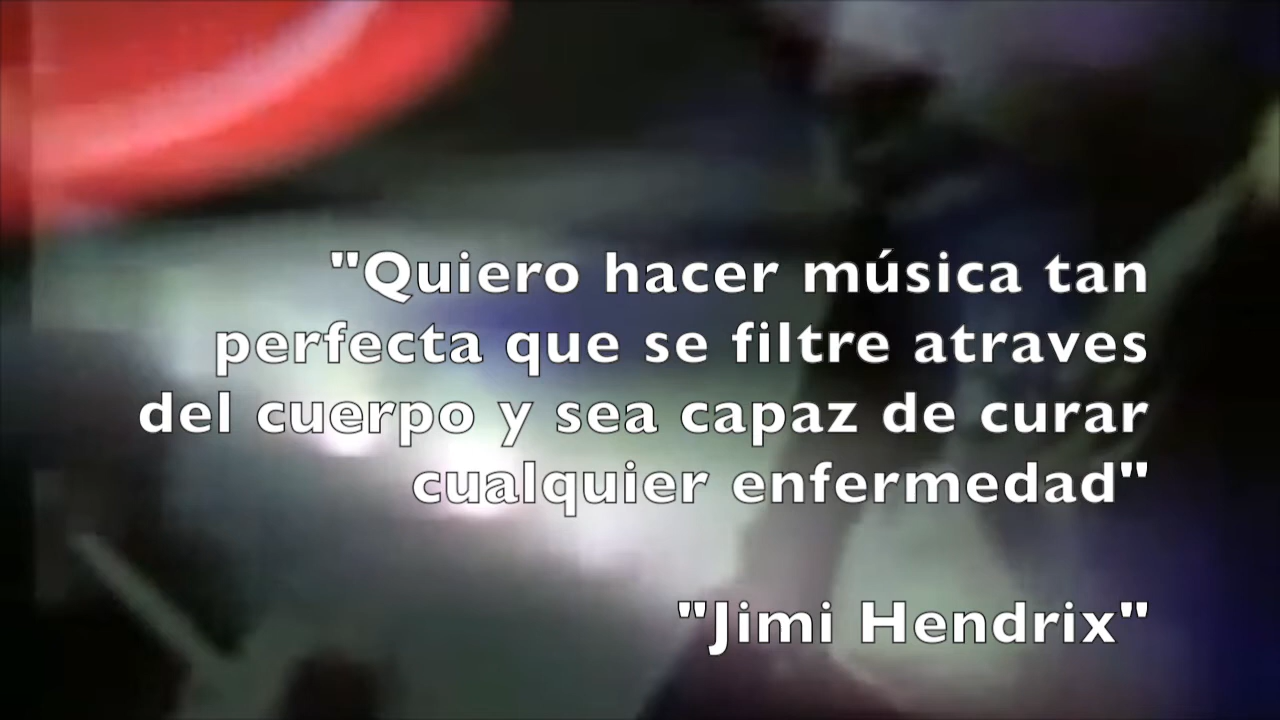 "Quiero hacer música tan
perfecta que se filtre atraves
del cuerpo y sea capaz de curar
cualquier enfermedad"
"Jimi Hendrix"